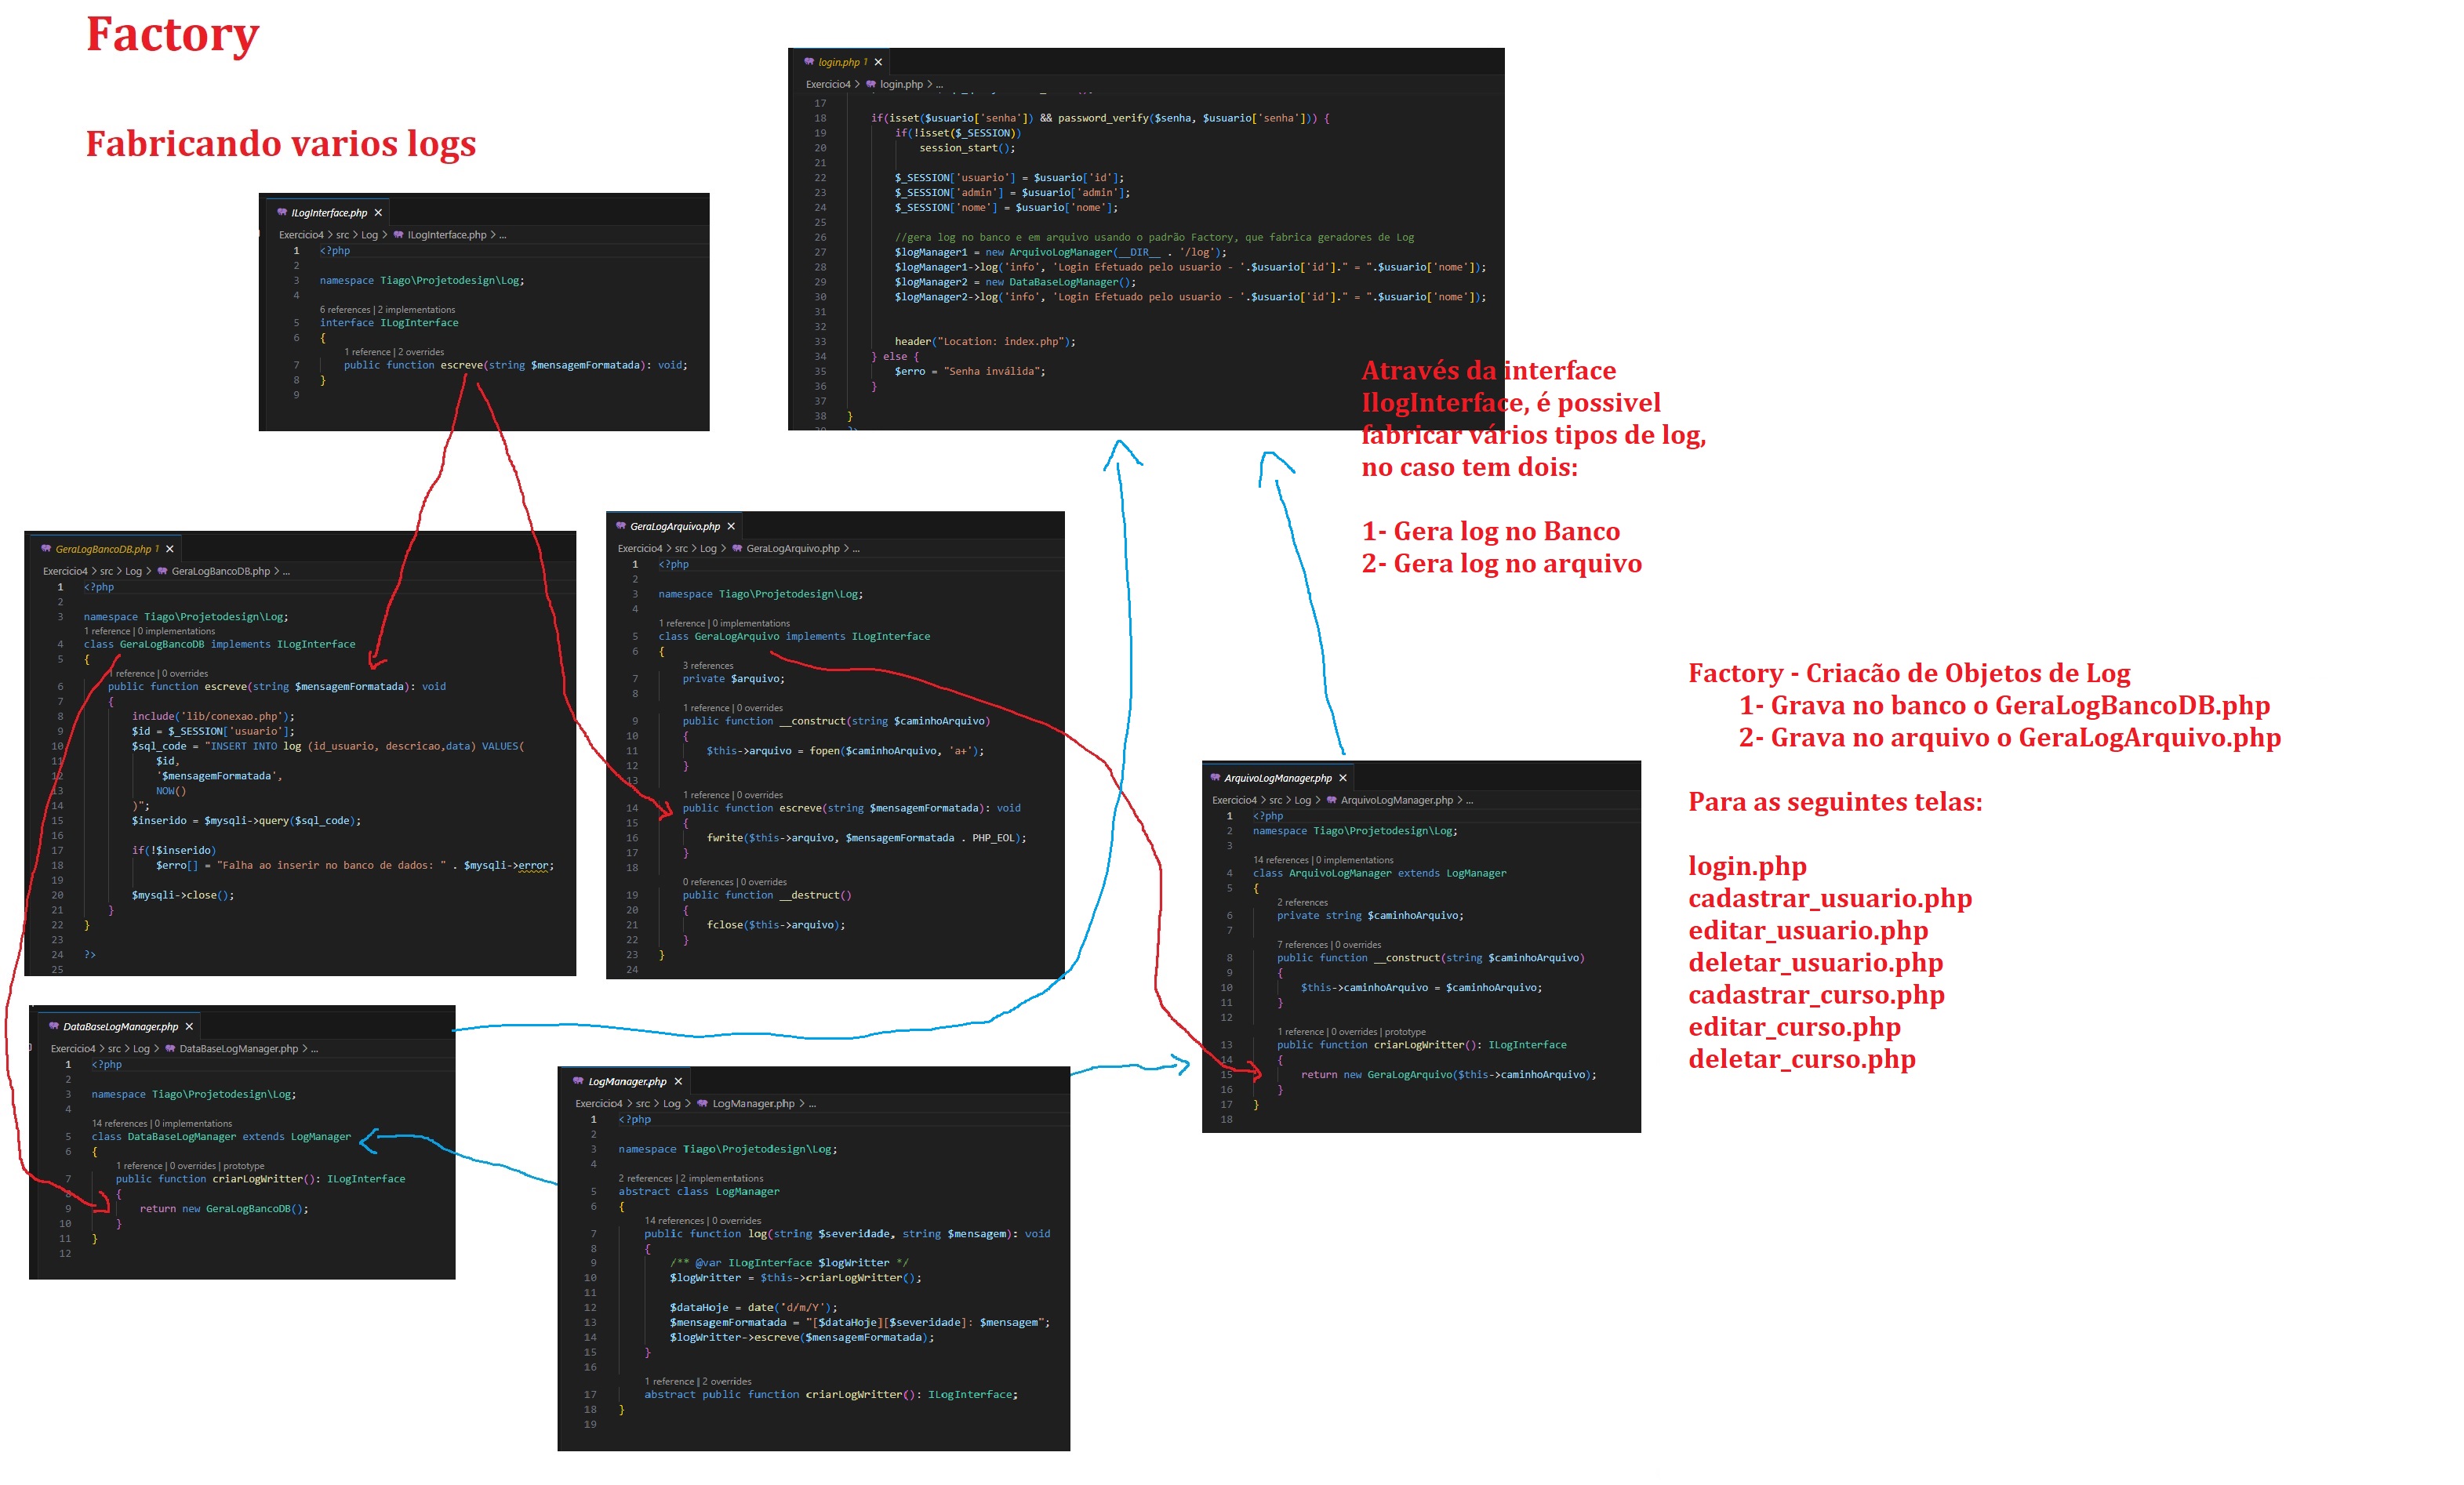 Factory
Fabricando varios logs
ILogInterface.php ×
Exercicio4 > src > Log > ILogInterface.php > ...
1 <?php
2
3 namespace Tiago\Projetodesign\Log;
4
6 references | 2 implementations
5 interface ILogInterface
6 {
1 reference | 2 overrides
7 public function escreve(string $mensagemFormatada): void;
8 }
9
login.php 1 ×
Exercicio4 > login.php > ...
17
18 if(isset($usuario['senha']) && password_verify($senha, $usuario['senha'])) {
19 if(!isset($_SESSION))
20 session_start();
21
22 $_SESSION['usuario'] = $usuario['id'];
23 $_SESSION['admin'] = $usuario['admin'];
24 $_SESSION['nome'] = $usuario['nome'];
25
26 //gera log no banco e em arquivo usando o padrão Factory, que fabrica geradores de Log
27 $logManager1 = new ArquivoLogManager(__DIR__ . '/log');
28 $logManager1->log('info', 'Login Efetuado pelo usuario - '.$usuario['id']." = ".$usuario['nome']);
29 $logManager2 = new DataBaseLogManager();
30 $logManager2->log('info', 'Login Efetuado pelo usuario - '.$usuario['id']." = ".$usuario['nome']);
31
32
33 header("Location: index.php");
34 } else {
35 $erro = "Senha inválida";
36 }
37
38 }
Através da interface
IlogInterface, é possivel
fabricar vários tipos de log,
no caso tem dois:
1- Gera log no Banco
2- Gera log no arquivo
GeraLogBancoDB.php 1 ×
Exercicio4 > src > Log > GeraLogBancoDB.php > ...
1 <?php
2
3 namespace Tiago\Projetodesign\Log;
1 reference | 0 implementations
4 class GeraLogBancoDB implements ILogInterface
5 {
1 reference | 0 overrides
6 public function escreve(string $mensagemFormatada): void
7 {
8 include('lib/conexao.php');
9 $id = $_SESSION['usuario'];
10 $sql_code = "INSERT INTO log (id_usuario, descricao,data) VALUES(
11 $id,
12 '$mensagemFormatada',
13 NOW()
14 )";
15 $inserido = $mysqli->query($sql_code);
16
17 if(!$inserido)
18 $erro[] = "Falha ao inserir no banco de dados: " . $mysqli->error;
19
20 $mysqli->close();
21 }
22 }
23
24 ?>
25
GeraLogArquivo.php ×
Exercicio4 > src > Log > GeraLogArquivo.php > ...
1 <?php
2
3 namespace Tiago\Projetodesign\Log;
4
1 reference | 0 implementations
5 class GeraLogArquivo implements ILogInterface
6 {
3 references
7 private $arquivo;
8
1 reference | 0 overrides
9 public function __construct(string $caminhoArquivo)
10 {
11 $this->arquivo = fopen($caminhoArquivo, 'a+');
12 }
13
1 reference | 0 overrides
14 public function escreve(string $mensagemFormatada): void
15 {
16 fwrite($this->arquivo, $mensagemFormatada . PHP_EOL);
17 }
18
0 references | 0 overrides
19 public function __destruct()
20 {
21 fclose($this->arquivo);
22 }
23 }
24
Factory - Criacão de Objetos de Log
1- Grava no banco o GeraLogBancoDB.php
2- Grava no arquivo o GeraLogArquivo.php
Para as seguintes telas:
login.php
cadastrar_usuario.php
editar_usuario.php
deletar_usuario.php
cadastrar_curso.php
editar_curso.php
deletar_curso.php
ArquivoLogManager.php ×
Exercicio4 > src > Log > ArquivoLogManager.php > ...
1 <?php
2 namespace Tiago\Projetodesign\Log;
3
14 references | 0 implementations
4 class ArquivoLogManager extends LogManager
5 {
2 references
6 private string $caminhoArquivo;
7
7 references | 0 overrides
8 public function __construct(string $caminhoArquivo)
9 {
10 $this->caminhoArquivo = $caminhoArquivo;
11 }
12
1 reference | 0 overrides | prototype
13 public function criarLogWritter(): ILogInterface
14 {
15 return new GeraLogArquivo($this->caminhoArquivo);
16 }
17 }
18
DataBaseLogManager.php ×
Exercicio4 > src > Log > DataBaseLogManager.php > ...
1 <?php
2
3 namespace Tiago\Projetodesign\Log;
4
14 references | 0 implementations
5 class DataBaseLogManager extends LogManager
6 {
1 reference | 0 overrides | prototype
7 public function criarLogWritter(): ILogInterface
8 {
9 return new GeraLogBancoDB();
10 }
11 }
12
LogManager.php ×
Exercicio4 > src > Log > LogManager.php > ...
1 <?php
2
3 namespace Tiago\Projetodesign\Log;
4
2 references | 2 implementations
5 abstract class LogManager
6 {
14 references | 0 overrides
7 public function log(string $severidade, string $mensagem): void
8 {
9 /** @var ILogInterface $logWritter */
10 $logWritter = $this->criarLogWritter();
11
12 $dataHoje = date('d/m/Y');
13 $mensagemFormatada = "[$dataHoje][$severidade]: $mensagem";
14 $logWritter->escreve($mensagemFormatada);
15 }
16
1 reference | 2 overrides
17 abstract public function criarLogWritter(): ILogInterface;
18 }
19